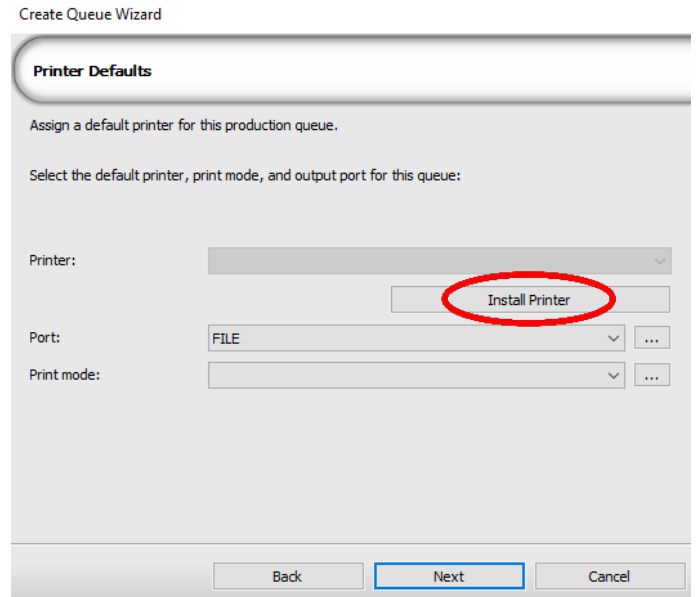 Create Queue Wizard
Printer Defaults
Assign a default printer for this production queue.
Select the default printer, print mode, and output port for this queue:
Printer:
Install Printer
Port: FILE ...
Print mode: ...
Back Next Cancel